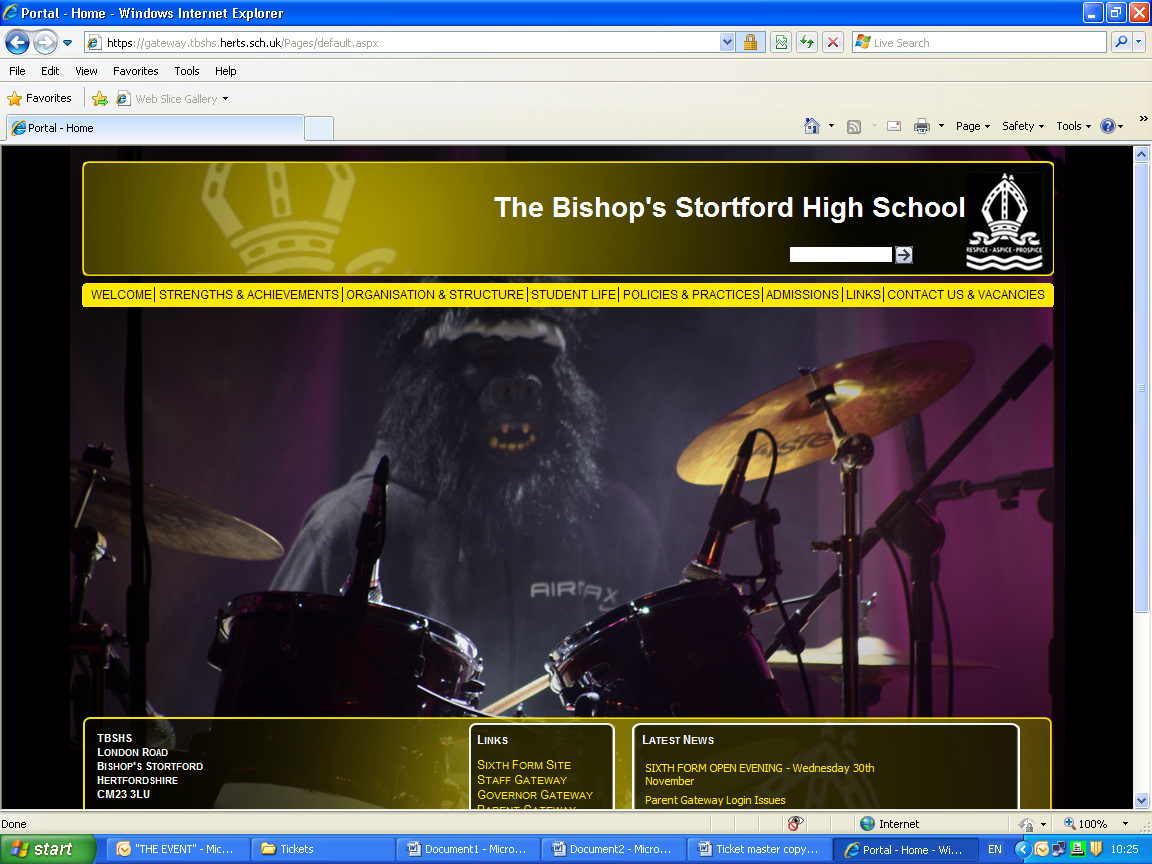 Portal - Home - Windows Internet Explorer
https://gateway.tbshs.herts.sch.uk/Pages/default.aspx
Live Search
File Edit View Favorites Tools Help
Favorites Web Slice Gallery
Portal - Home
Page Safety Tools
The Bishop's Stortford High School
RESPICE - ASPICE - PROSPICE
WELCOME STRENGTHS & ACHIEVEMENTS ORGANISATION & STRUCTURE STUDENT LIFE POLICIES & PRACTICES ADMISSIONS LINKS CONTACT US & VACANCIES
AIRTAX
TBSHS
LONDON ROAD
BISHOP'S STORTFORD
HERTFORDSHIRE
CM23 3LU
LINKS
SIXTH FORM SITE
STAFF GATEWAY
GOVERNOR GATEWAY
PARENT GATEWAY
LATEST NEWS
SIXTH FORM OPEN EVENING - Wednesday 30th
November
Parent Gateway Login Issues
Done Internet 100%
start "THE EVENT" - Mic... Tickets Document1 - Micro... Document2 - Micro... Ticket master copy... Portal - Home - Wi... EN 10:25